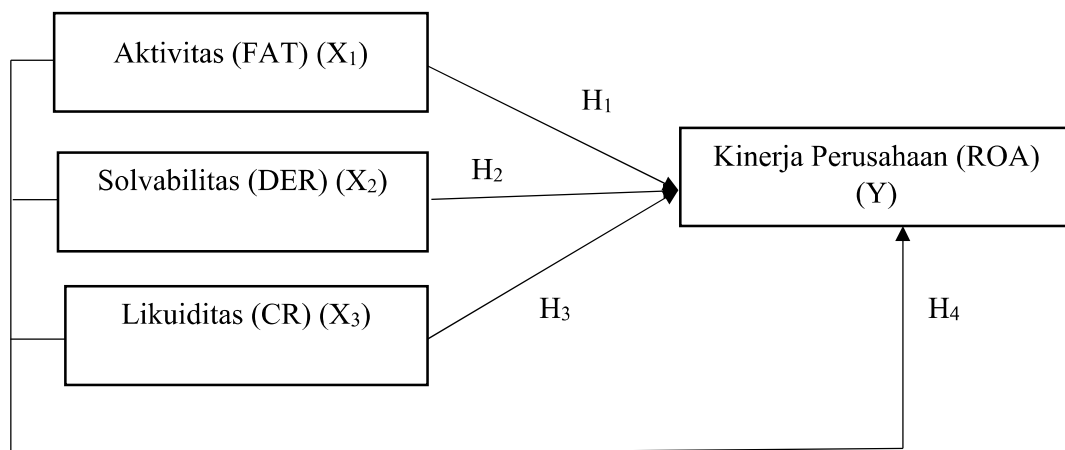 Aktivitas (FAT) (X₁)
H₁
Kinerja Perusahaan (ROA)
(Y)
Solvabilitas (DER) (X₂)
H₂
Likuiditas (CR) (X₃)
H₃
H₄